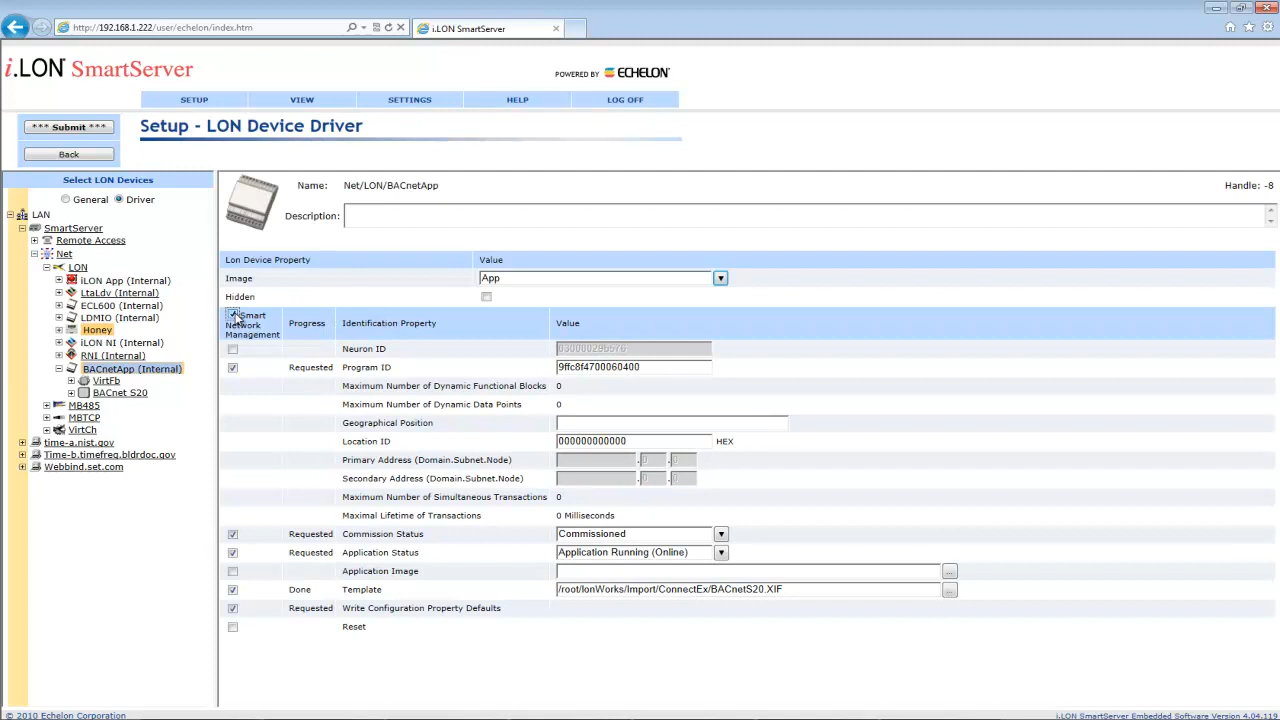 http://192.168.1.222/user/echelon/index.htm
i.LON SmartServer
i.LON SmartServer
POWERED BY ECHELON
SETUP VIEW SETTINGS HELP LOG OFF
*** Submit ***
Setup - LON Device Driver
Back
Select LON Devices
General Driver
LAN
SmartServer
Remote Access
Net
LON
iLON App (Internal)
LtaLdv (Internal)
ECL600 (Internal)
LDMIO (Internal)
Honey
iLON NI (Internal)
RNI (Internal)
BACnetApp (Internal)
VirtFb
BACnet S20
MB485
MBTCP
VirtCh
time-a.nist.gov
Time-b.timefreq.bldrdoc.gov
Webbind.set.com
Name: Net/LON/BACnetApp Handle: -8
Description:
Lon Device Property Value
Image App
Hidden
Smart Network Management Progress Identification Property Value
Neuron ID
Requested Program ID 9ffc8f4700060400
Maximum Number of Dynamic Functional Blocks 0
Maximum Number of Dynamic Data Points 0
Geographical Position
Location ID 000000000000 HEX
Primary Address (Domain.Subnet.Node) . 0 . 0
Secondary Address (Domain.Subnet.Node) . 0 . 0
Maximum Number of Simultaneous Transactions 0
Maximal Lifetime of Transactions 0 Milliseconds
Requested Commission Status Commissioned
Requested Application Status Application Running (Online)
Application Image ...
Done Template /root/lonWorks/Import/ConnectEx/BACnetS20.XIF ...
Requested Write Configuration Property Defaults
Reset
© 2010 Echelon Corporation i.LON SmartServer Embedded Software Version 4.04.119